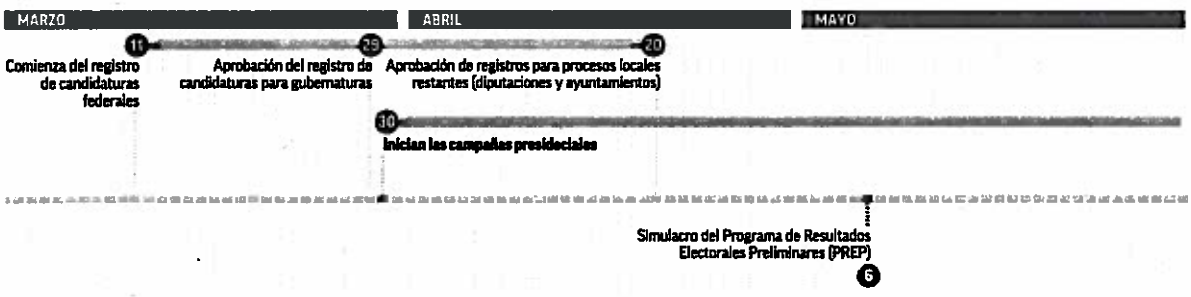 MARZO
ABRIL
MAYO
11
29
20
Comienza del registro
de candidaturas
federales
Aprobación del registro de
candidaturas para gubernaturas
Aprobación de registros para procesos locales
restantes (diputaciones y ayuntamientos)
30
Inician las campañas presidenciales
Simulacro del Programa de Resultados
Electorales Preliminares (PREP)
6